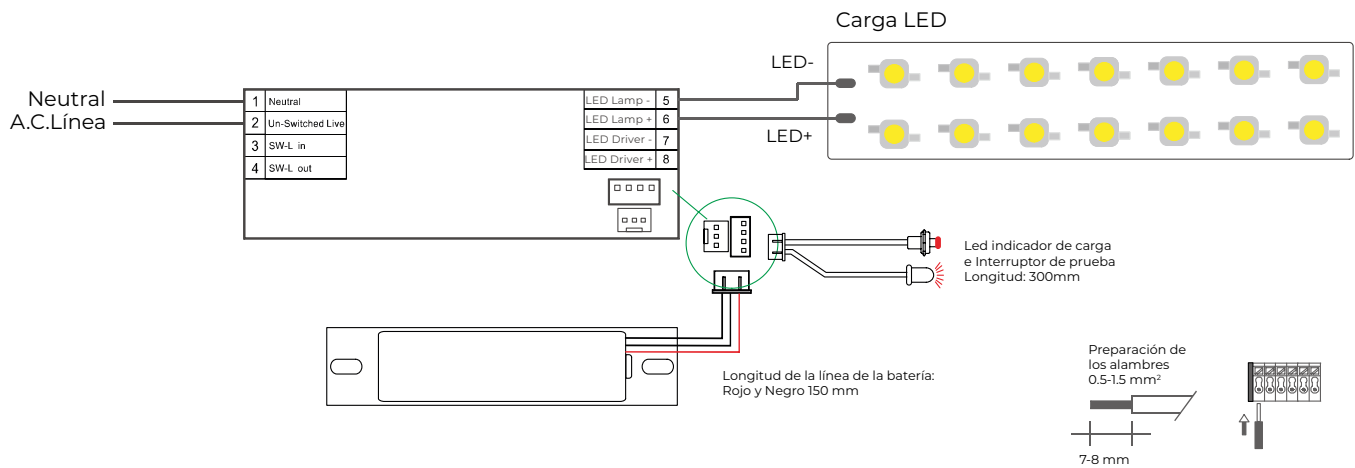 Carga LED
LED-
LED+
Neutral
A.C.Línea
1 Neutral
2 Un-Switched Live
3 SW-L in
4 SW-L out
LED Lamp - 5
LED Lamp + 6
LED Driver - 7
LED Driver + 8
Led indicador de carga
e Interruptor de prueba
Longitud: 300mm
Longitud de la línea de la batería:
Rojo y Negro 150 mm
Preparación de
los alambres
0.5-1.5 mm²
7-8 mm